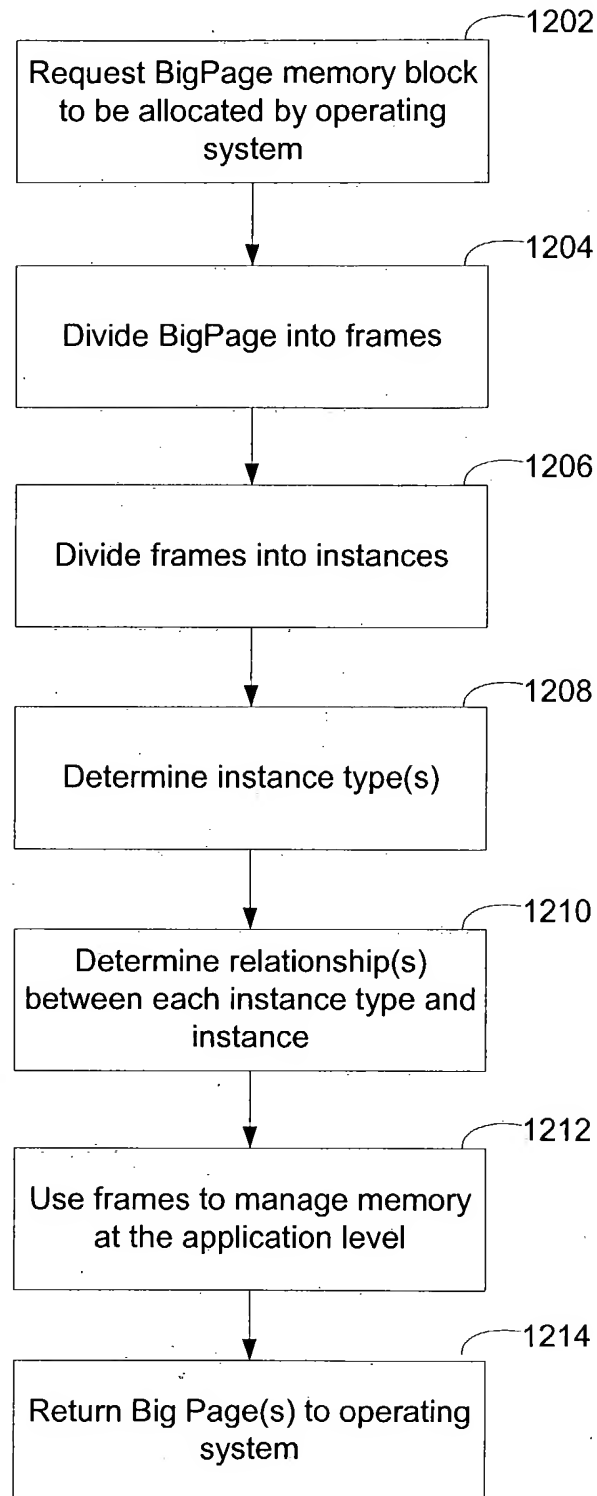 1202
Request BigPage memory block
to be allocated by operating
system
1204
Divide BigPage into frames
1206
Divide frames into instances
1208
Determine instance type(s)
1210
Determine relationship(s)
between each instance type and
instance
1212
Use frames to manage memory
at the application level
1214
Return Big Page(s) to operating
system